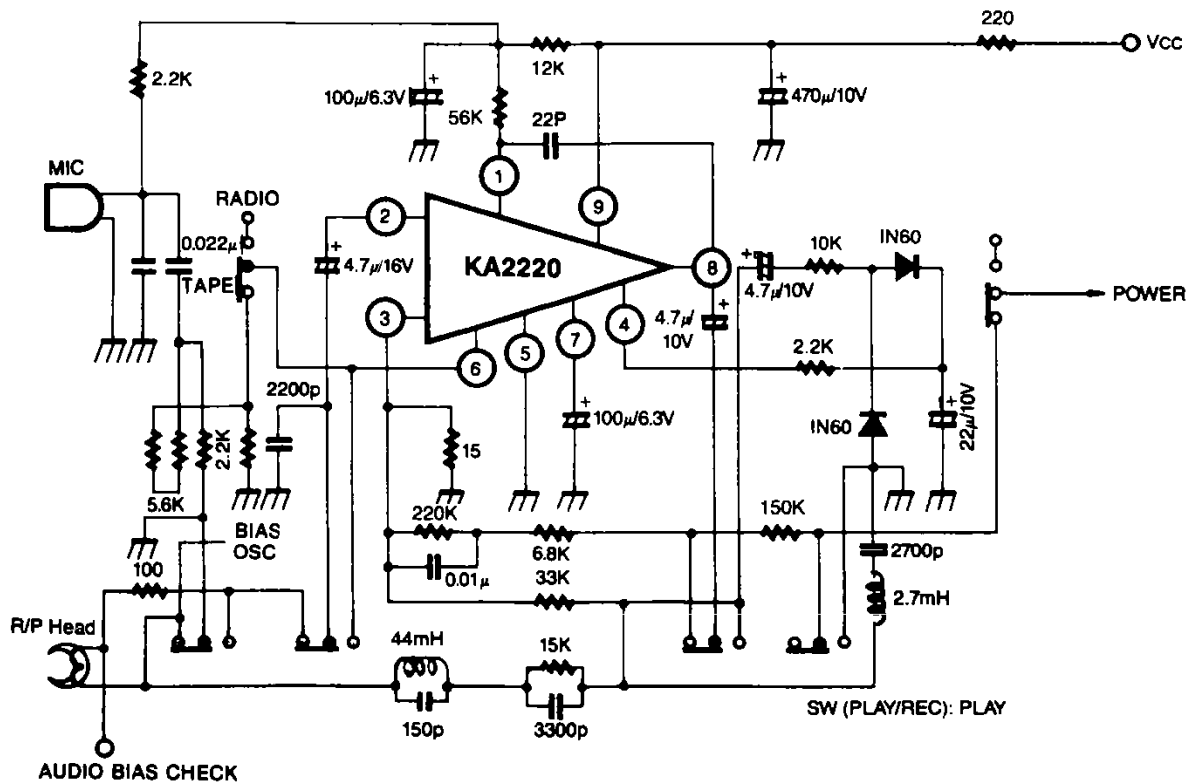 220
VCC
12K
2.2K
100μ/6.3V
470μ/10V
56K
22P
MIC
1
RADIO
2
9
10K
IN60
0.022μ
4.7μ/16V
KA2220
8
4.7μ/10V
TAPE
POWER
3
4.7μ/
10V
7
4
6
5
2.2K
2200p
100μ/6.3V
IN60
22μ/10V
2.2K
15
5.6K
220K
150K
BIAS
OSC
6.8K
2700p
100
0.01μ
33K
2.7mH
R/P Head
44mH
15K
SW (PLAY/REC): PLAY
150p
3300p
AUDIO BIAS CHECK